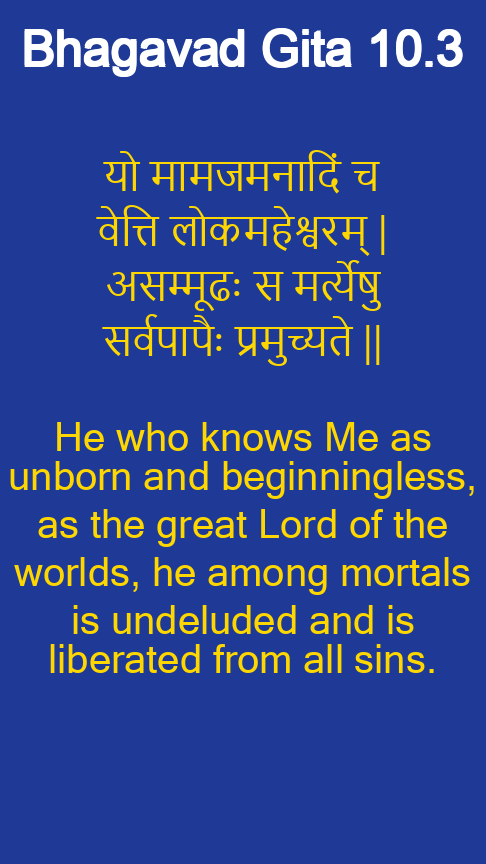 Bhagavad Gita 10.3
यो मामजमनादिं च
वेत्ति लोकमहेश्वरम् |
असम्मूढः स मर्त्येषु
सर्वपापैः प्रमुच्यते ||
He who knows Me as
unborn and beginningless,
as the great Lord of the
worlds, he among mortals
is undeluded and is
liberated from all sins.